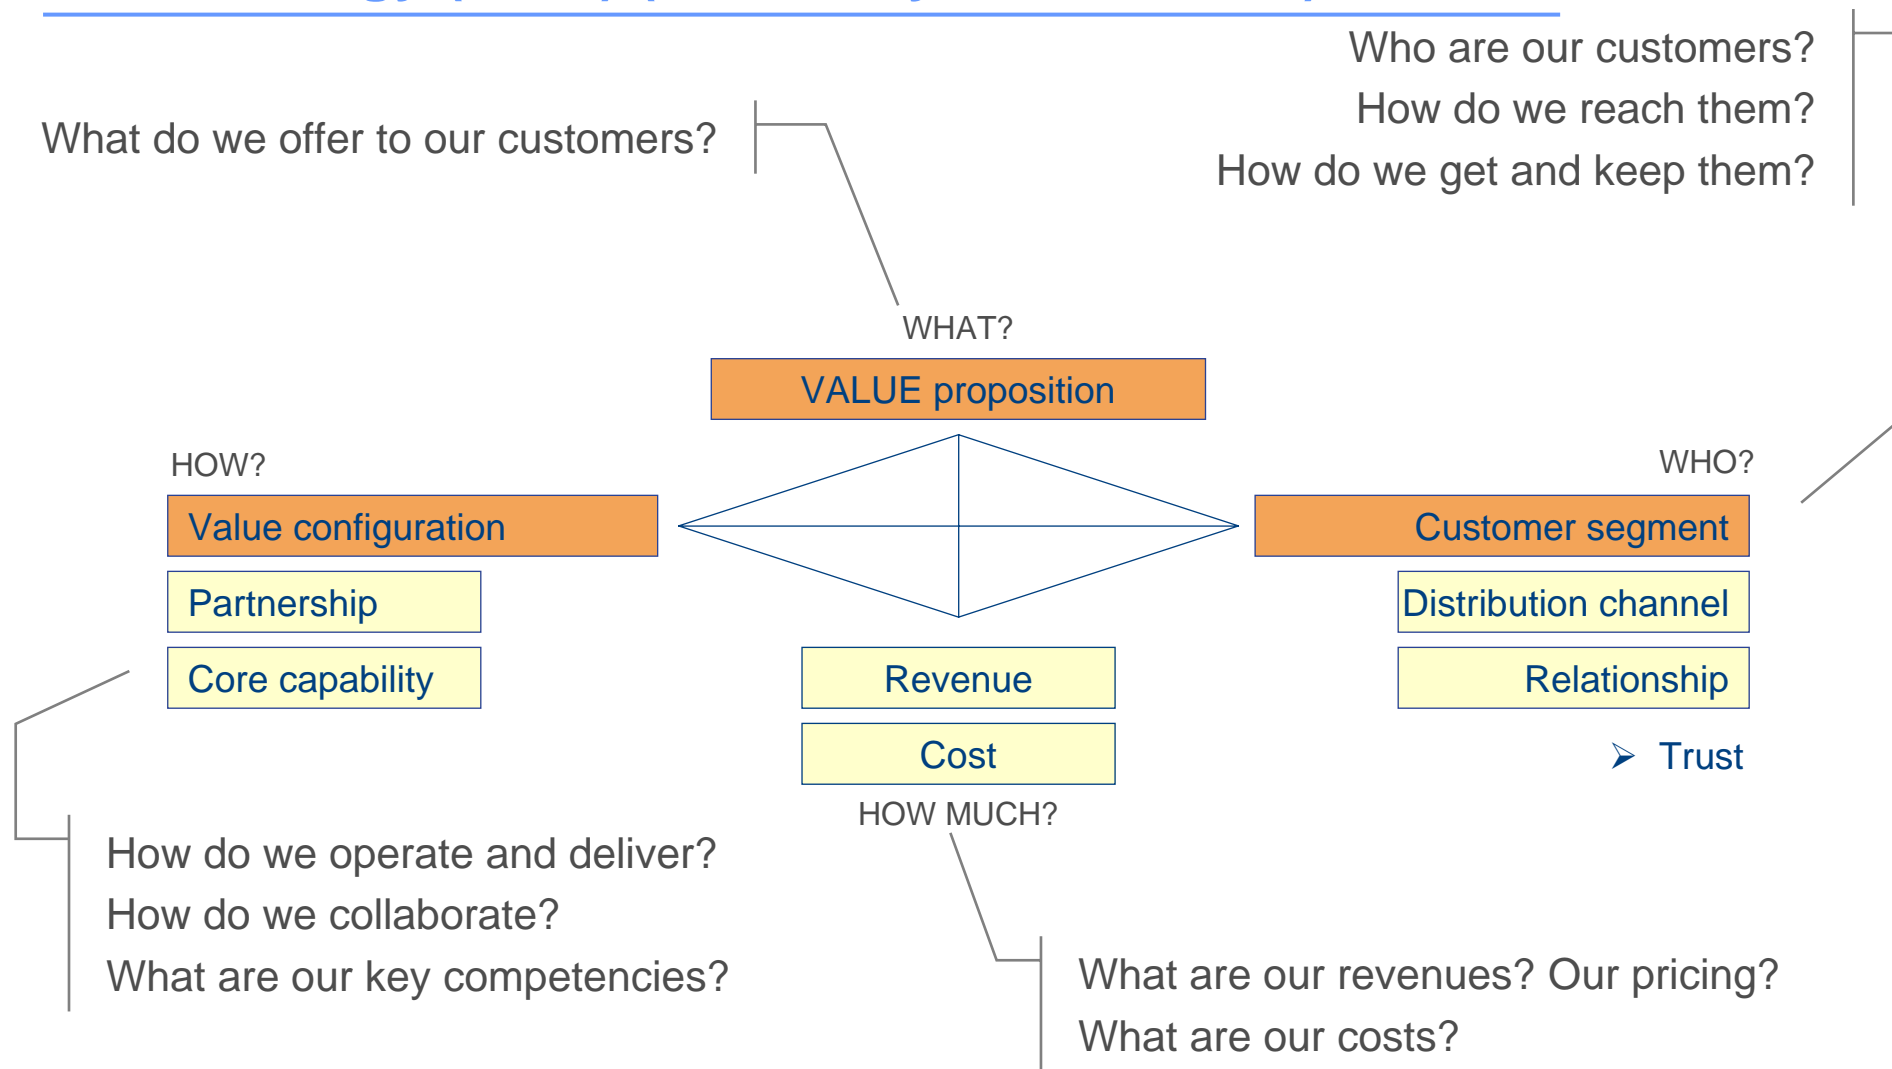 Who are our customers?
How do we reach them?
How do we get and keep them?
What do we offer to our customers?
WHAT?
VALUE proposition
HOW?
WHO?
Value configuration
Customer segment
Partnership
Distribution channel
Core capability
Revenue
Relationship
Cost
➢ Trust
HOW MUCH?
How do we operate and deliver?
How do we collaborate?
What are our key competencies?
What are our revenues? Our pricing?
What are our costs?